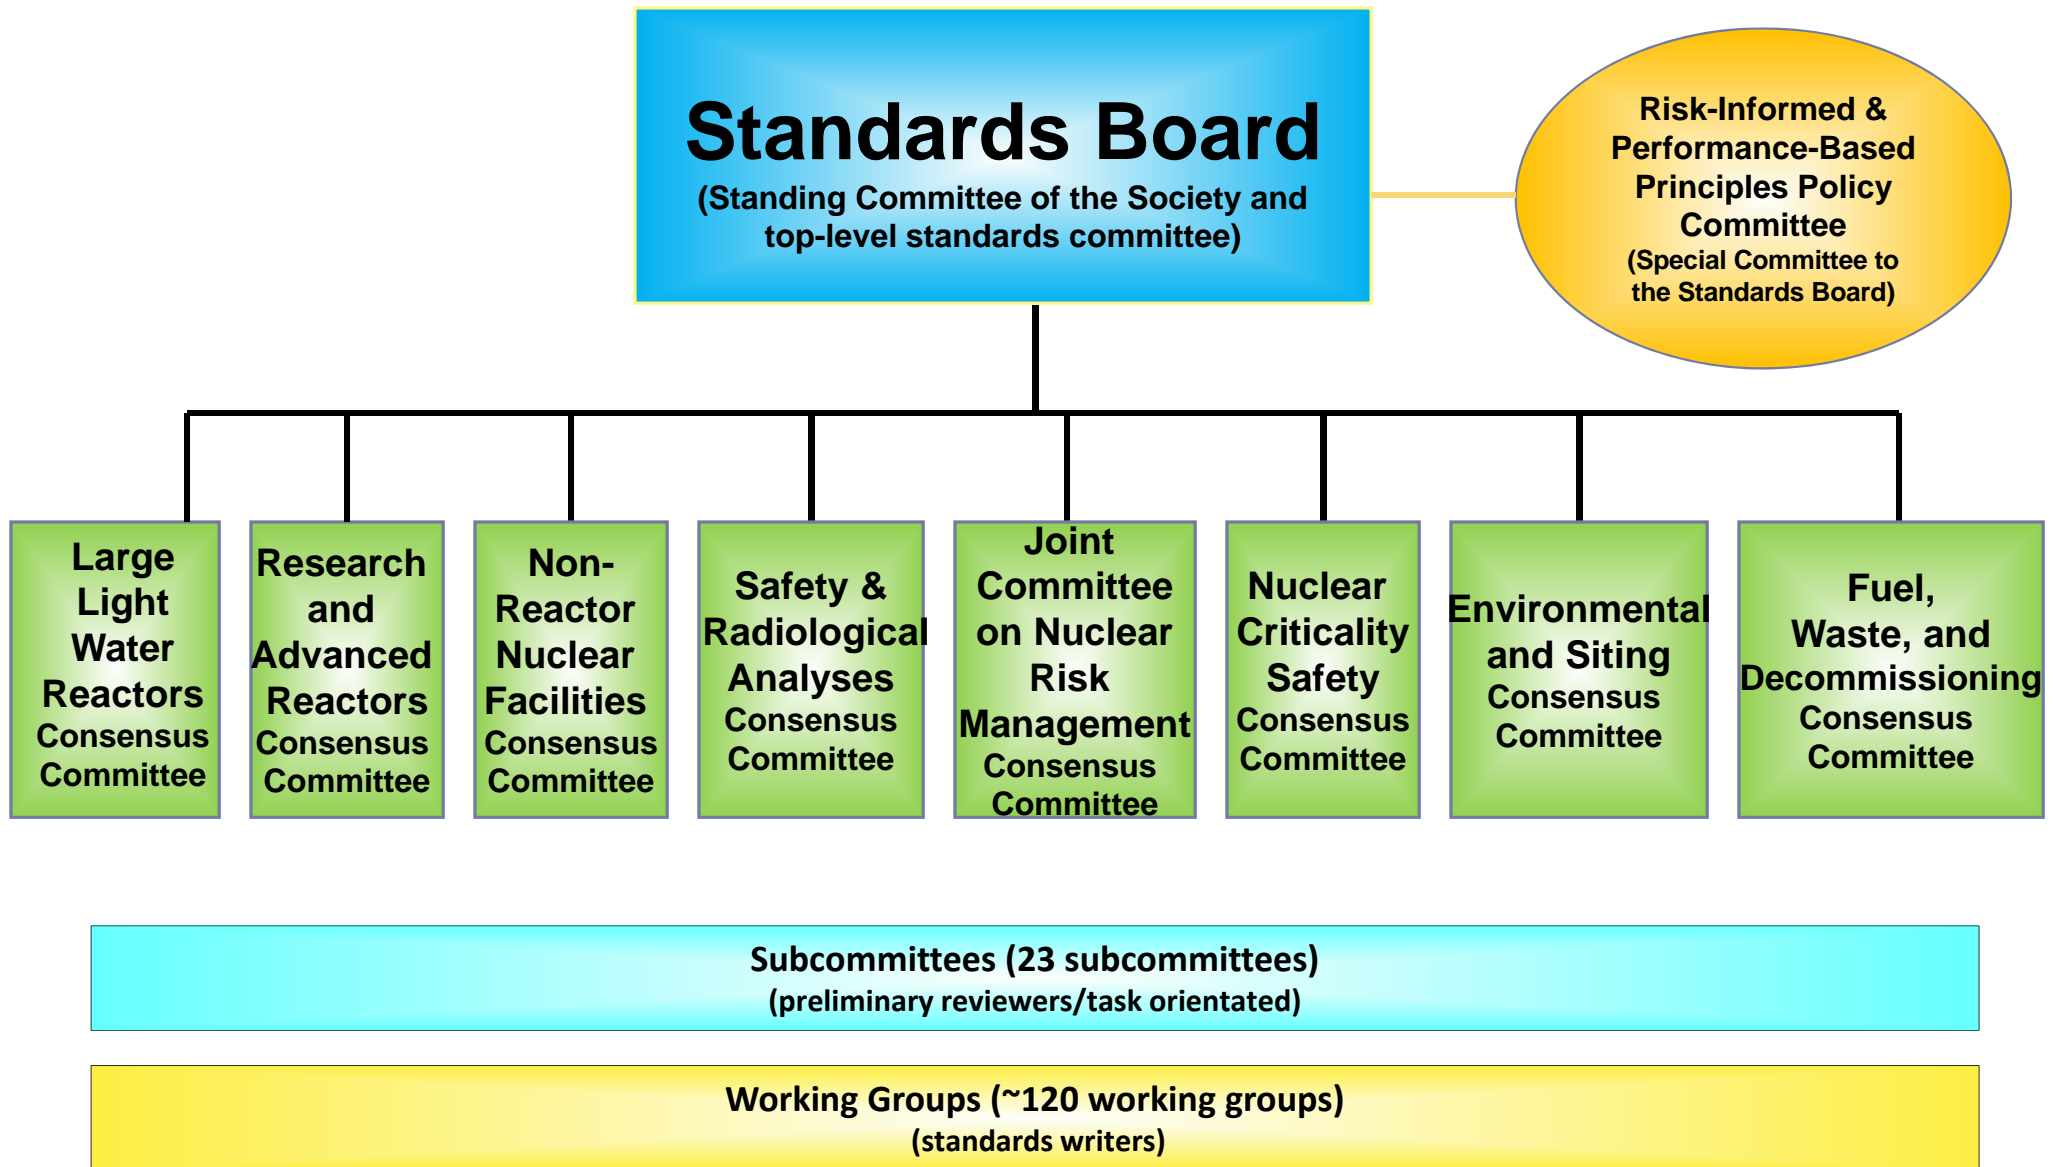 Standards Board
(Standing Committee of the Society and
top-level standards committee)
Risk-Informed &
Performance-Based
Principles Policy
Committee
(Special Committee to
the Standards Board)
Large
Light
Water
Reactors
Consensus
Committee
Research
and
Advanced
Reactors
Consensus
Committee
Non-
Reactor
Nuclear
Facilities
Consensus
Committee
Safety &
Radiological
Analyses
Consensus
Committee
Joint
Committee
on Nuclear
Risk
Management
Consensus
Committee
Nuclear
Criticality
Safety
Consensus
Committee
Environmental
and Siting
Consensus
Committee
Fuel,
Waste, and
Decommissioning
Consensus
Committee
Subcommittees (23 subcommittees)
(preliminary reviewers/task orientated)
Working Groups (~120 working groups)
(standards writers)